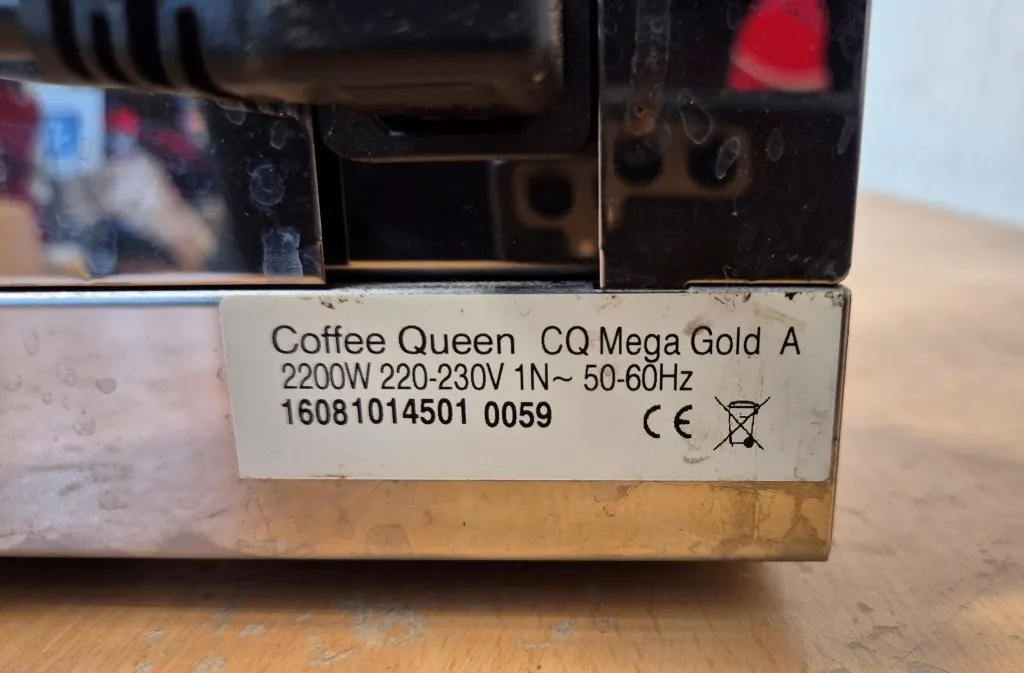 Coffee Queen CQ Mega Gold A
2200W 220-230V 1N~ 50-60Hz
16081014501 0059
CE